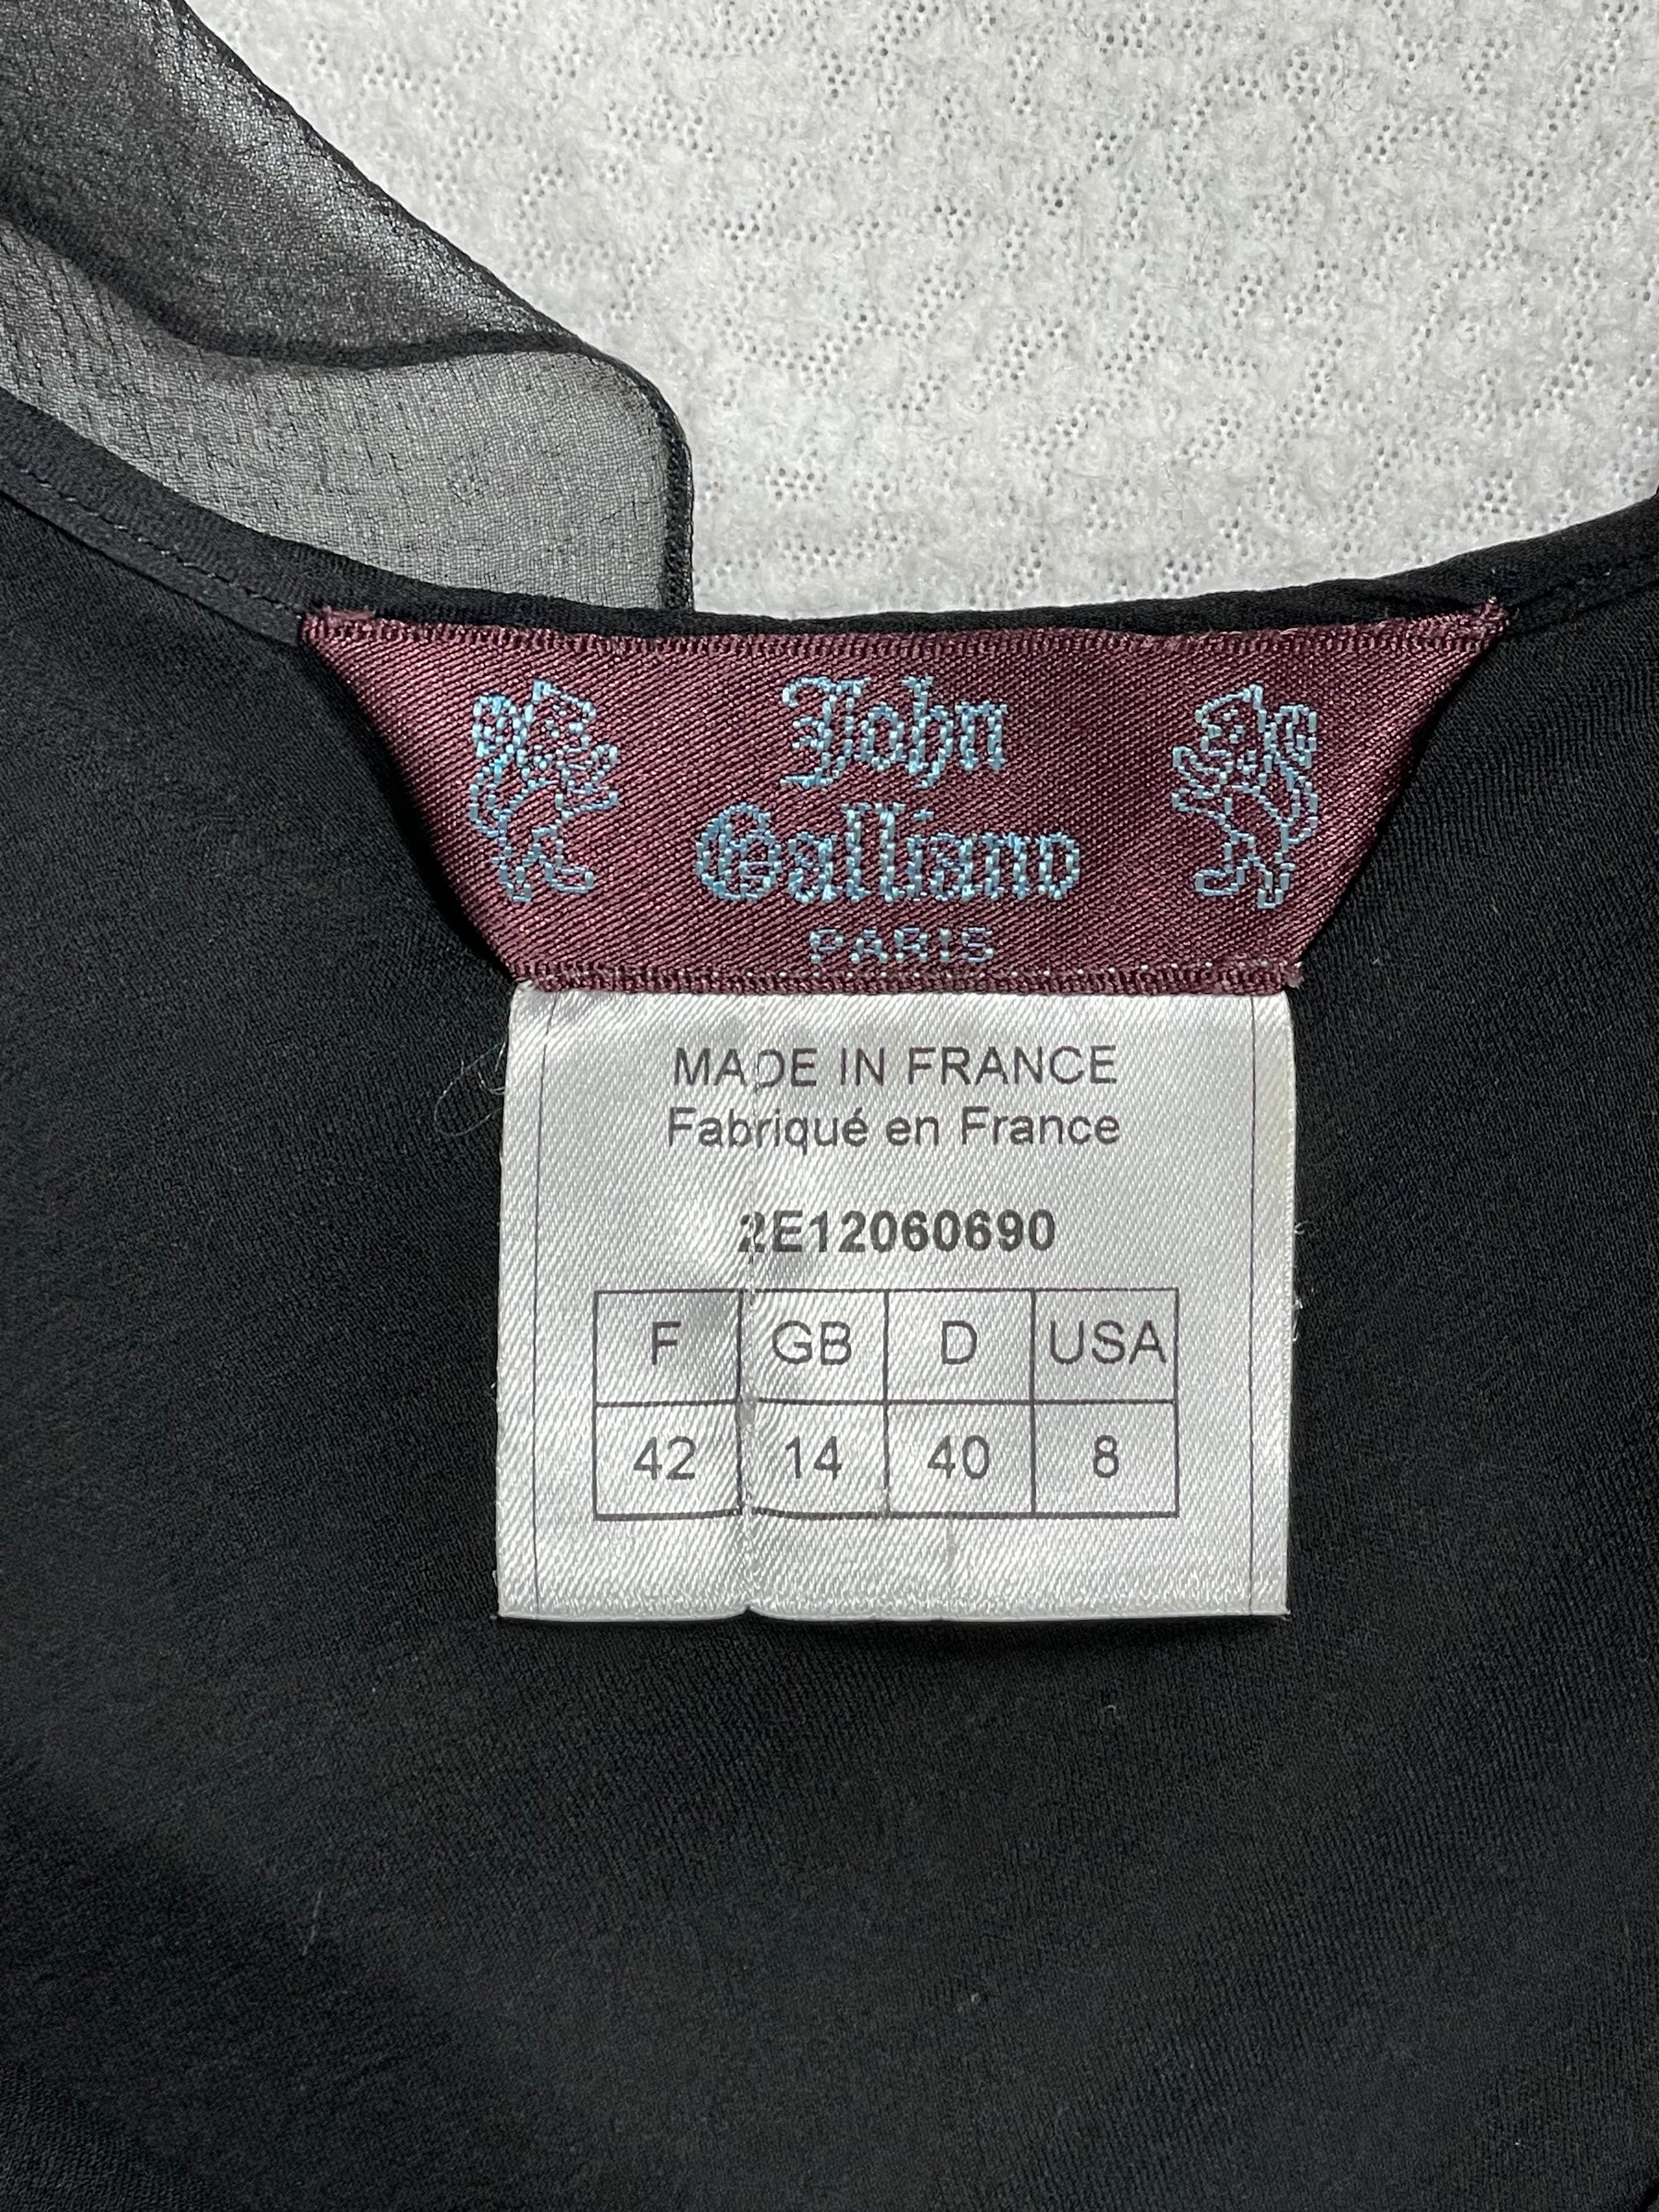 John
Galliano
PARIS
MADE IN FRANCE
Fabriqué en France
2E12060690
F GB D USA
42 14 40 8